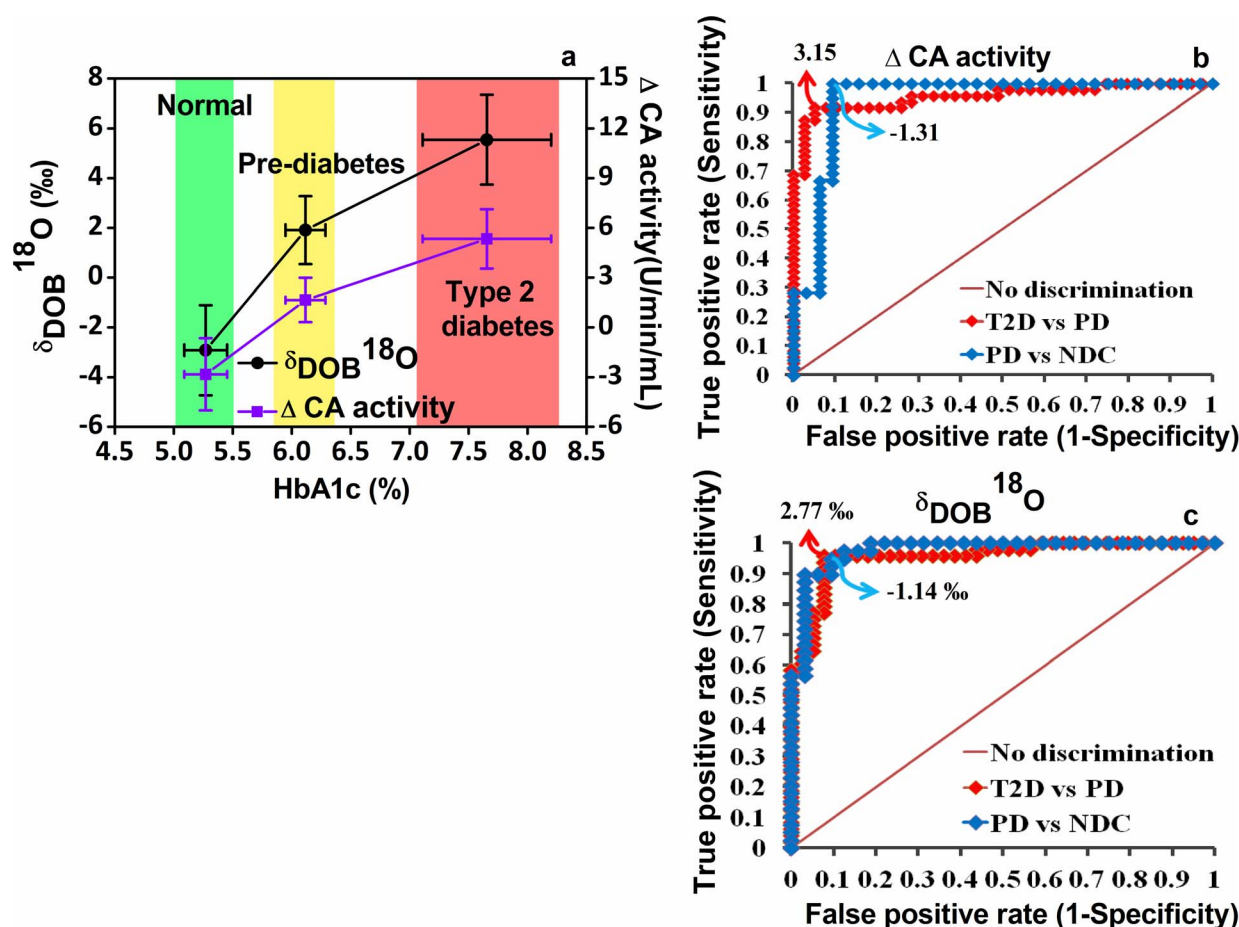 a
8
6
4
2
0
-2
-4
-6
δDOB 18O (‰)
15
12
9
6
3
0
-3
-6
Δ CA activity(U/min/mL)
Normal
Pre-diabetes
Type 2
diabetes
δDOB 18O
Δ CA activity
4.5 5.0 5.5 6.0 6.5 7.0 7.5 8.0 8.5
HbA1c (%)
3.15
Δ CA activity
b
True positive rate (Sensitivity)
1
0.9
0.8
0.7
0.6
0.5
0.4
0.3
0.2
0.1
0
-1.31
No discrimination
T2D vs PD
PD vs NDC
0 0.1 0.2 0.3 0.4 0.5 0.6 0.7 0.8 0.9 1
False positive rate (1-Specificity)
2.77 ‰
δDOB 18O
c
True positive rate (Sensitivity)
1
0.9
0.8
0.7
0.6
0.5
0.4
0.3
0.2
0.1
0
-1.14 ‰
No discrimination
T2D vs PD
PD vs NDC
0 0.1 0.2 0.3 0.4 0.5 0.6 0.7 0.8 0.9 1
False positive rate (1-Specificity)